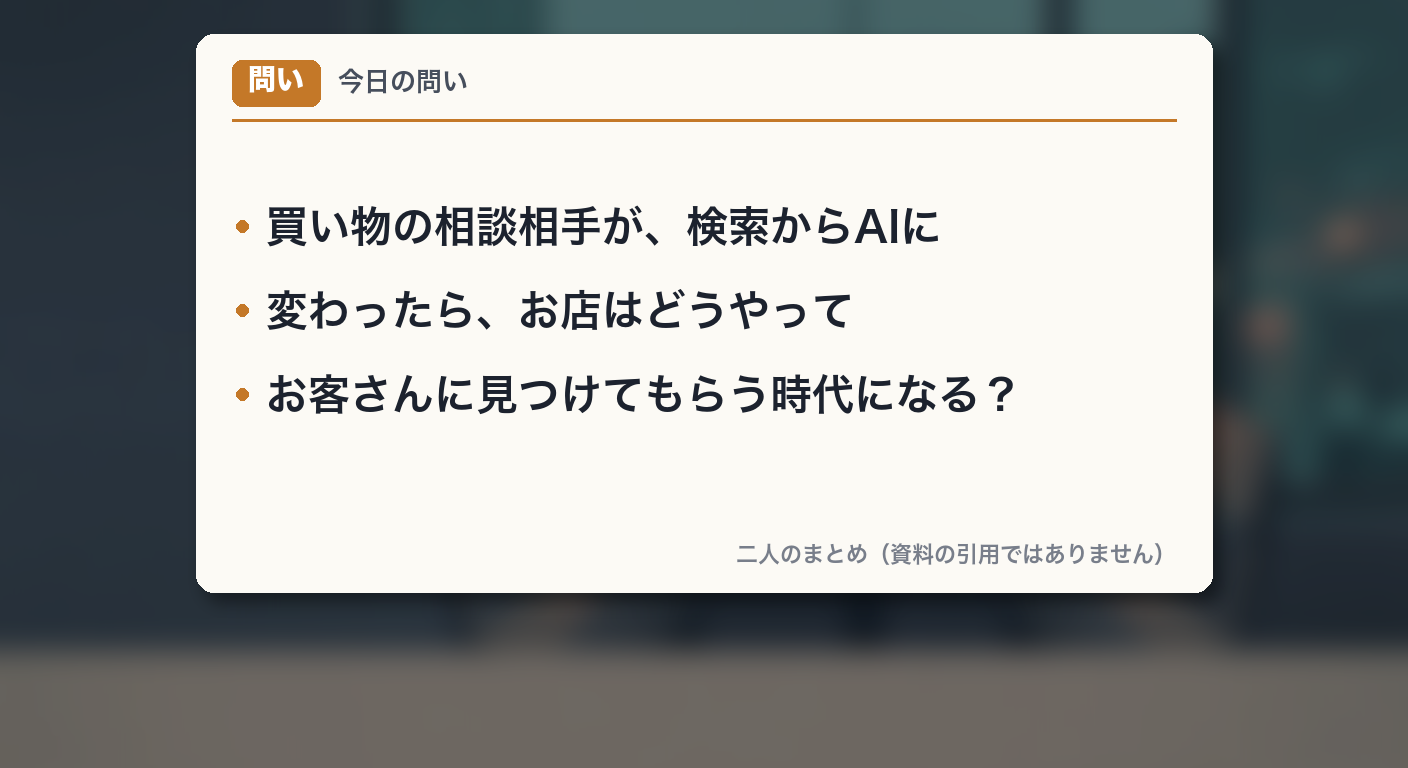 問い 今日の問い
• 買い物の相談相手が、検索からAIに
• 変わったら、お店はどうやって
• お客さんに見つけてもらう時代になる？
二人のまとめ（資料の引用ではありません）